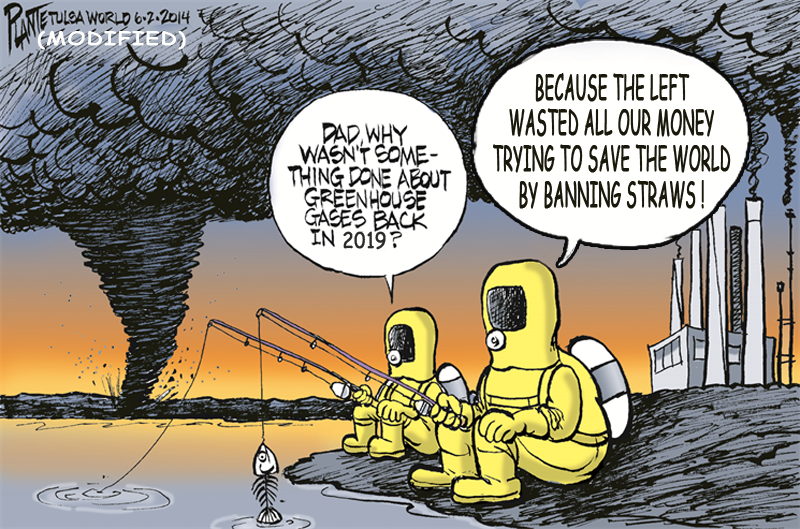 PLANTE TULSA WORLD 6-2-2014
(MODIFIED)
DAD, WHY
WASN'T SOME-
THING DONE ABOUT
GREENHOUSE
GASES BACK
IN 2019?
BECAUSE THE LEFT
WASTED ALL OUR MONEY
TRYING TO SAVE THE WORLD
BY BANNING STRAWS!